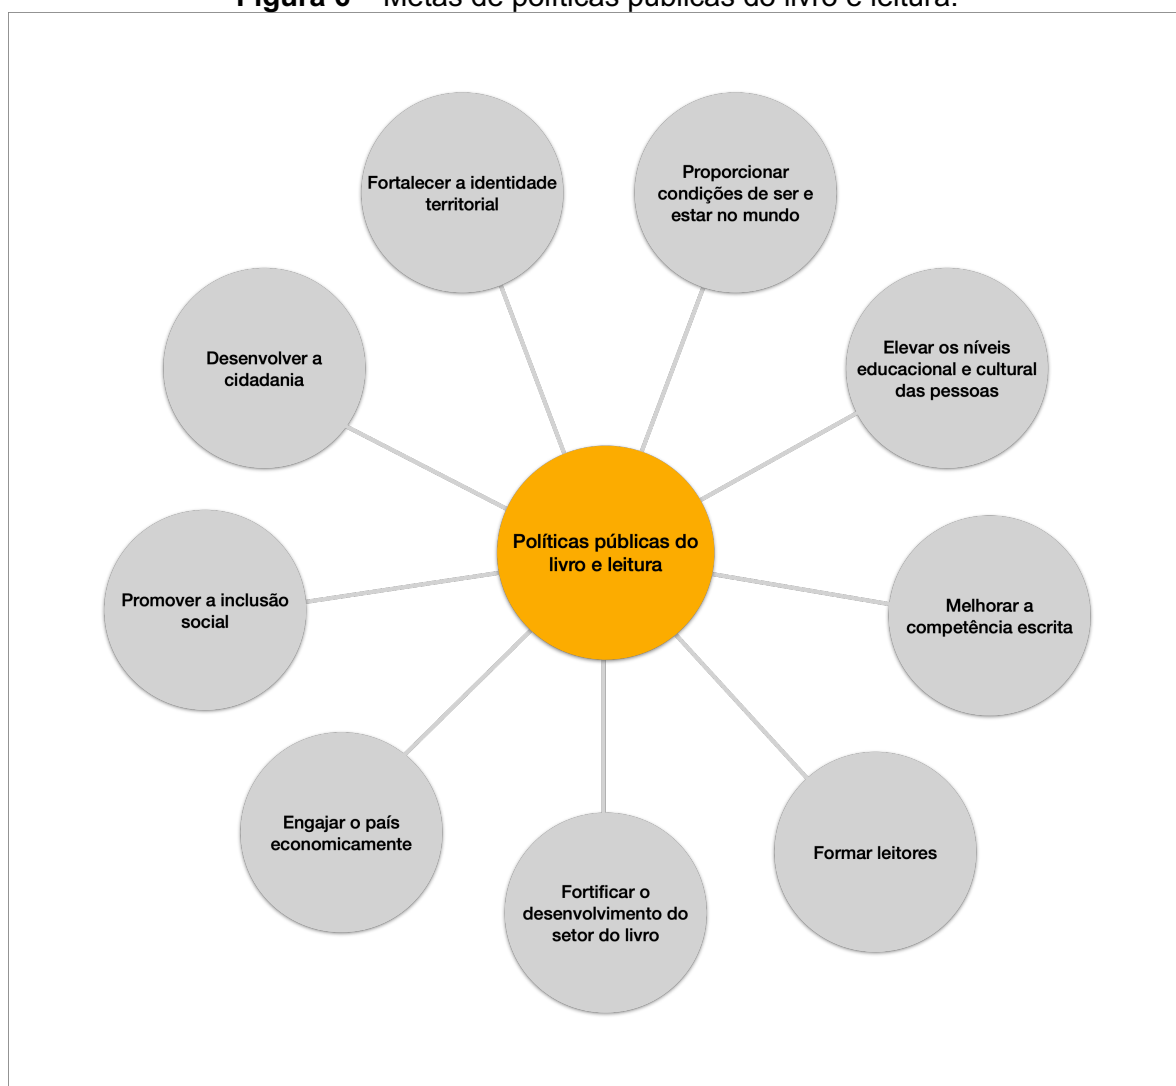 Metas de políticas públicas do livro e leitura.
Fortalecer a identidade
territorial
Proporcionar
condições de ser e
estar no mundo
Desenvolver a
cidadania
Elevar os níveis
educacional e cultural
das pessoas
Políticas públicas do
livro e leitura
Promover a inclusão
social
Melhorar a
competência escrita
Engajar o país
economicamente
Formar leitores
Fortificar o
desenvolvimento do
setor do livro